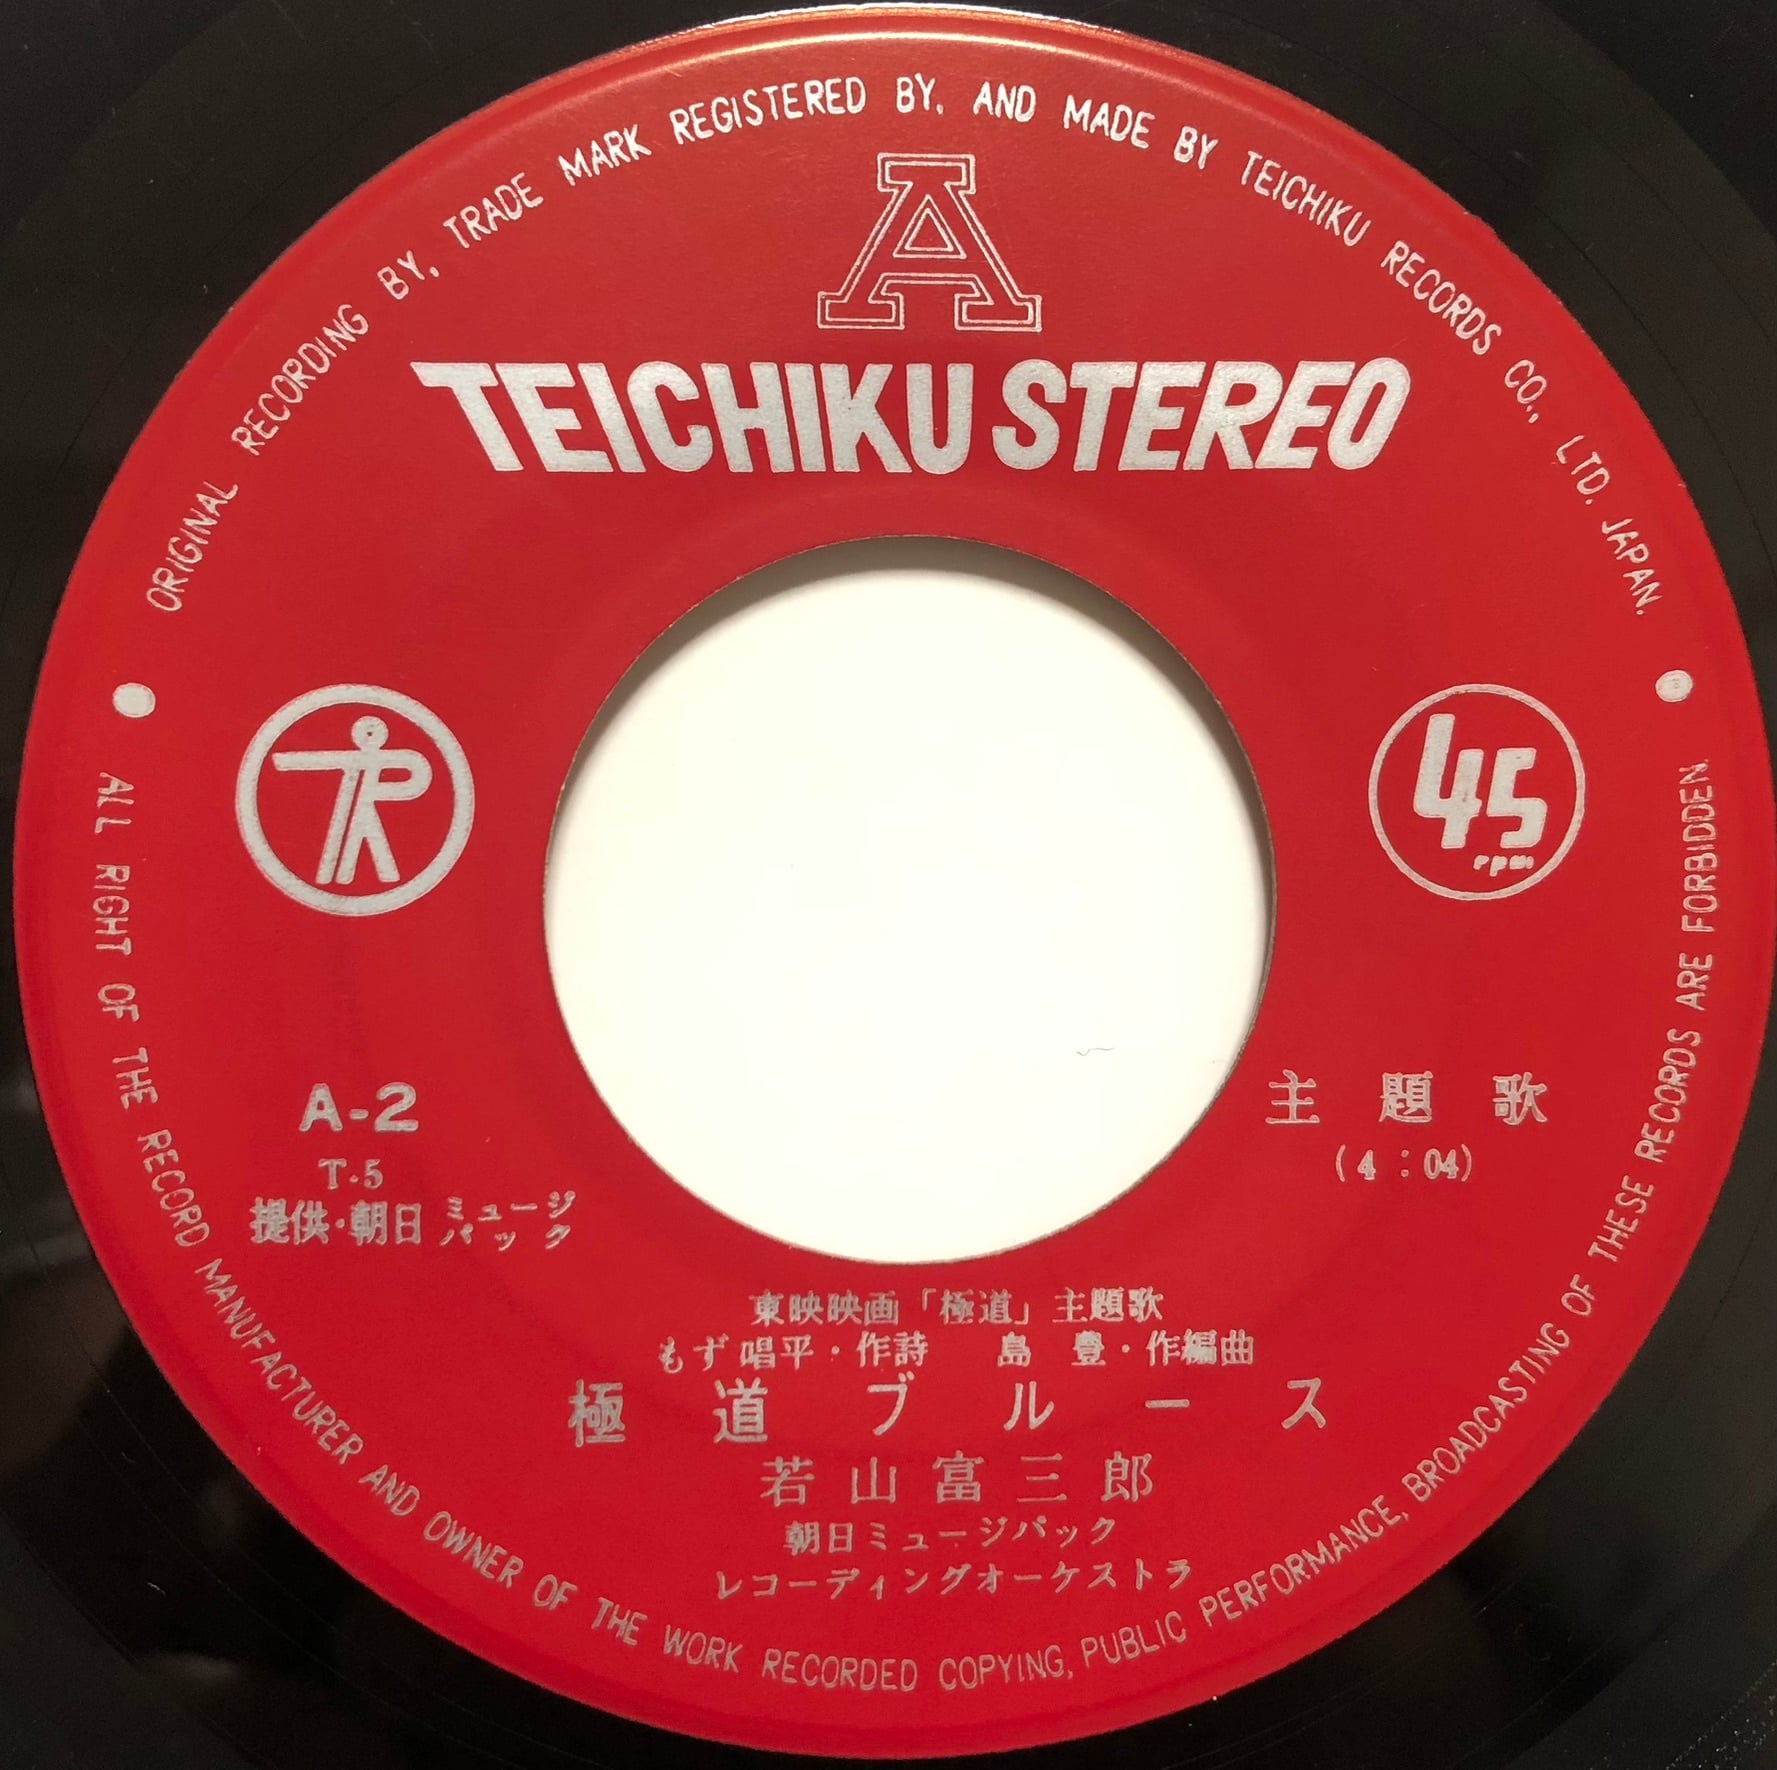 ORIGINAL RECORDING BY, TRADE MARK REGISTERED BY, AND MADE BY TEICHIKU RECORDS CO., LTD. JAPAN.
A
TEICHIKU STEREO
TR
45
rpm
A-2
T-5
提供・朝日ミュージパック
主題歌
(4:04)
東映映画「極道」主題歌
もず唱平・作詩 島 豊・作編曲
極道ブルース
若山富三郎
朝日ミュージパック
レコーディングオーケストラ
ALL RIGHT OF THE RECORD MANUFACTURER AND OWNER OF THE WORK RECORDED COPYING, PUBLIC PERFORMANCE, BROADCASTING OF THESE RECORDS ARE FORBIDDEN.